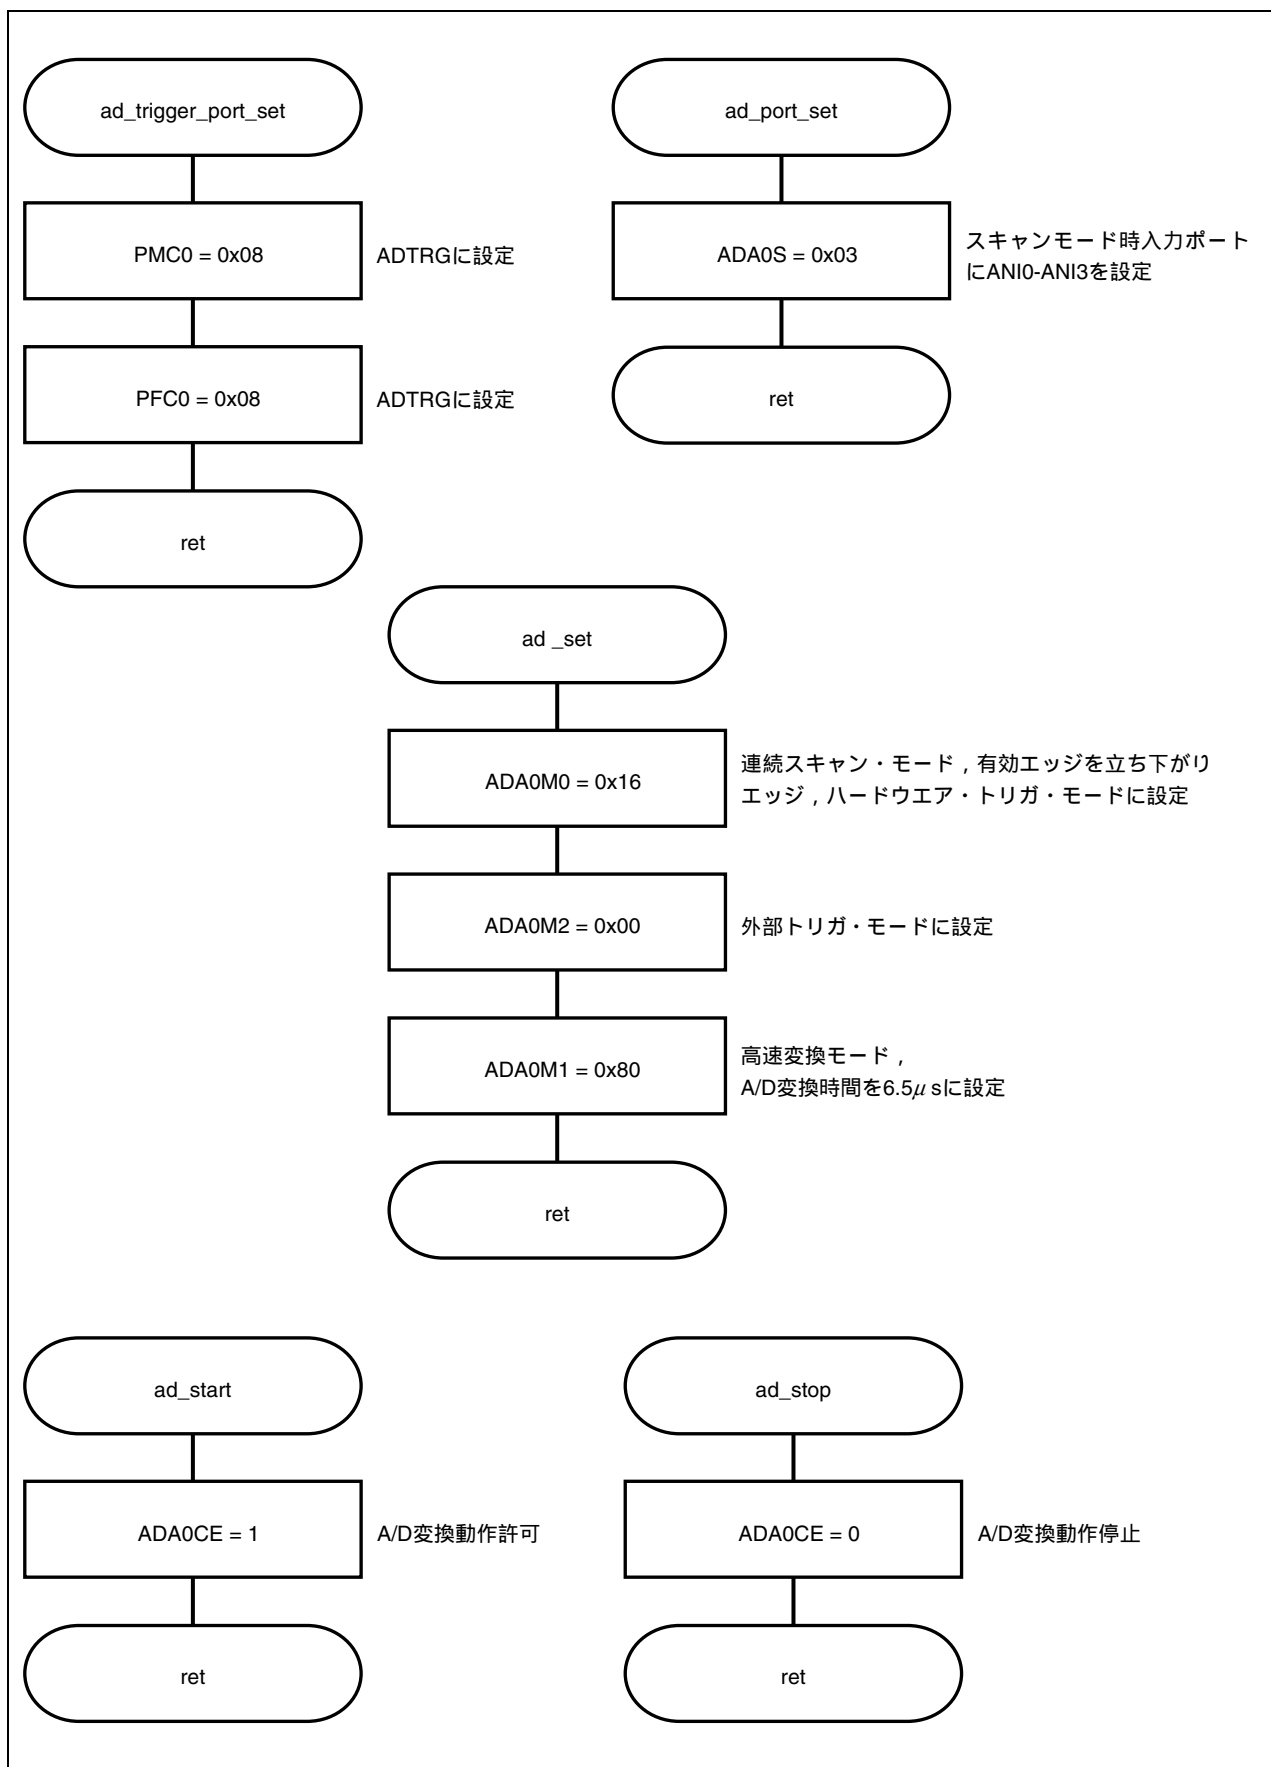 ad_trigger_port_set
PMC0 = 0x08
ADTRGに設定
PFC0 = 0x08
ADTRGに設定
ret
ad_port_set
ADA0S = 0x03
スキャンモード時入力ポート
にANI0-ANI3を設定
ret
ad _set
ADA0M0 = 0x16
連続スキャン・モード，有効エッジを立ち下がり
エッジ，ハードウエア・トリガ・モードに設定
ADA0M2 = 0x00
外部トリガ・モードに設定
ADA0M1 = 0x80
高速変換モード，
A/D変換時間を6.5μsに設定
ret
ad_start
ADA0CE = 1
A/D変換動作許可
ret
ad_stop
ADA0CE = 0
A/D変換動作停止
ret